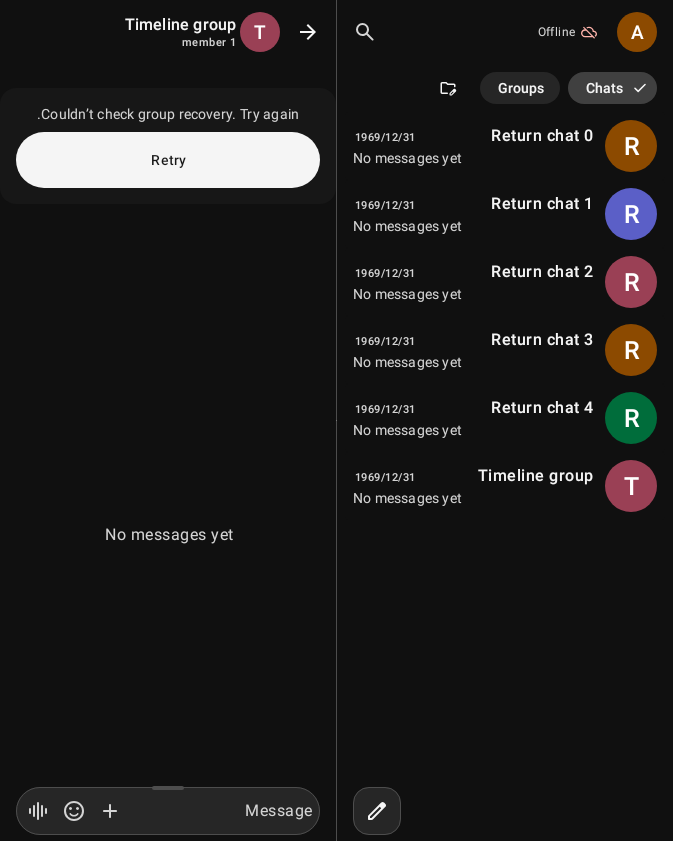 Timeline group
member 1
T
.Couldn't check group recovery. Try again
Retry
No messages yet
Message
Offline
A
Groups
Chats
Return chat 0
1969/12/31
No messages yet
R
Return chat 1
1969/12/31
No messages yet
R
Return chat 2
1969/12/31
No messages yet
R
Return chat 3
1969/12/31
No messages yet
R
Return chat 4
1969/12/31
No messages yet
R
Timeline group
1969/12/31
No messages yet
T